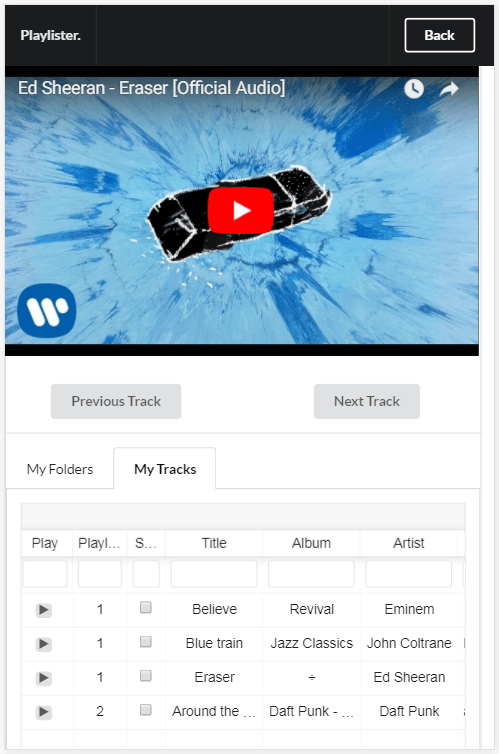 Playlister. Back
Ed Sheeran - Eraser [Official Audio]
Previous Track Next Track
My Folders My Tracks
Play Playl... S... Title Album Artist
1 Believe Revival Eminem
1 Blue train Jazz Classics John Coltrane
1 Eraser ÷ Ed Sheeran
2 Around the ... Daft Punk - ... Daft Punk